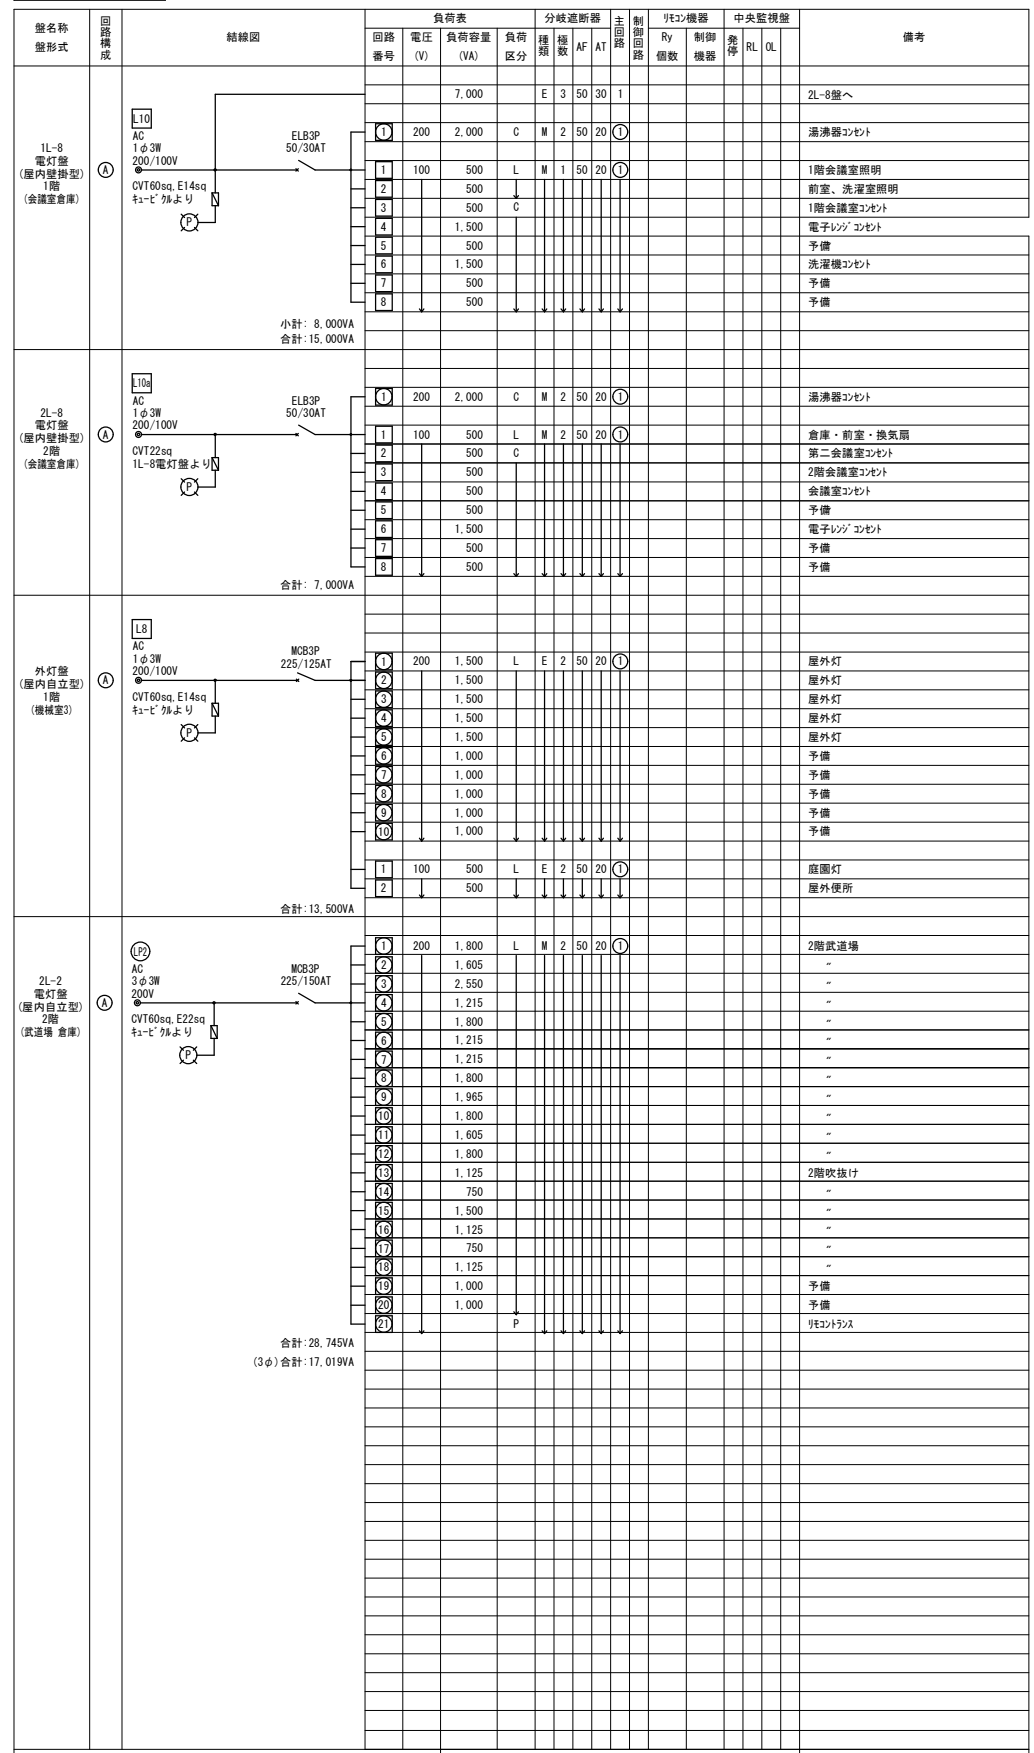 盤名称 盤形式 回路構成 結線図 負荷表 分岐遮断器 主回路 制御回路 リモコン機器 中央監視盤 備考
回路番号 電圧(V) 負荷容量(VA) 負荷区分 種類 極数 AF AT Ry個数 制御機器 発停 RL OL
1L-8
電灯盤
(屋内壁掛型)
1階
(会議室倉庫)
A
L10
AC
1φ3W
200/100V
CVT60sq,E14sq
キュービクルより
P
ELB3P
50/30AT
7,000 E 3 50 30 1 2L-8盤へ
1 200 2,000 C M 2 50 20 1 湯沸器コンセント
1 100 500 L M 1 50 20 1 1階会議室照明
2 500 前室、洗濯室照明
3 500 C 1階会議室コンセント
4 1,500 電子レンジコンセント
5 500 予備
6 1,500 洗濯機コンセント
7 500 予備
8 500 予備
小計: 8,000VA
合計:15,000VA
2L-8
電灯盤
(屋内壁掛型)
2階
(会議室倉庫)
A
L10a
AC
1φ3W
200/100V
CVT22sq
1L-8電灯盤より
P
ELB3P
50/30AT
1 200 2,000 C M 2 50 20 1 湯沸器コンセント
1 100 500 L M 2 50 20 1 倉庫・前室・換気扇
2 500 C 第二会議室コンセント
3 500 2階会議室コンセント
4 500 会議室コンセント
5 500 予備
6 1,500 電子レンジコンセント
7 500 予備
8 500 予備
合計: 7,000VA
外灯盤
(屋内自立型)
1階
(機械室3)
A
L8
AC
1φ3W
200/100V
CVT60sq,E14sq
キュービクルより
P
MCB3P
225/125AT
1 200 1,500 L E 2 50 20 1 屋外灯
2 1,500 屋外灯
3 1,500 屋外灯
4 1,500 屋外灯
5 1,500 屋外灯
6 1,000 予備
7 1,000 予備
8 1,000 予備
9 1,000 予備
10 1,000 予備
1 100 500 L E 2 50 20 1 庭園灯
2 500 屋外便所
合計:13,500VA
2L-2
電灯盤
(屋内自立型)
2階
(武道場 倉庫)
A
LP2
AC
3φ3W
200V
CVT60sq,E22sq
キュービクルより
P
MCB3P
225/150AT
1 200 1,800 L M 2 50 20 1 2階武道場
2 1,605 〃
3 2,550 〃
4 1,215 〃
5 1,800 〃
6 1,215 〃
7 1,215 〃
8 1,800 〃
9 1,965 〃
10 1,800 〃
11 1,605 〃
12 1,800 〃
13 1,125 2階吹抜け
14 750 〃
15 1,500 〃
16 1,125 〃
17 750 〃
18 1,125 〃
19 1,000 予備
20 1,000 予備
21 P リモコントランス
合計:28,745VA
(3φ)合計:17,019VA